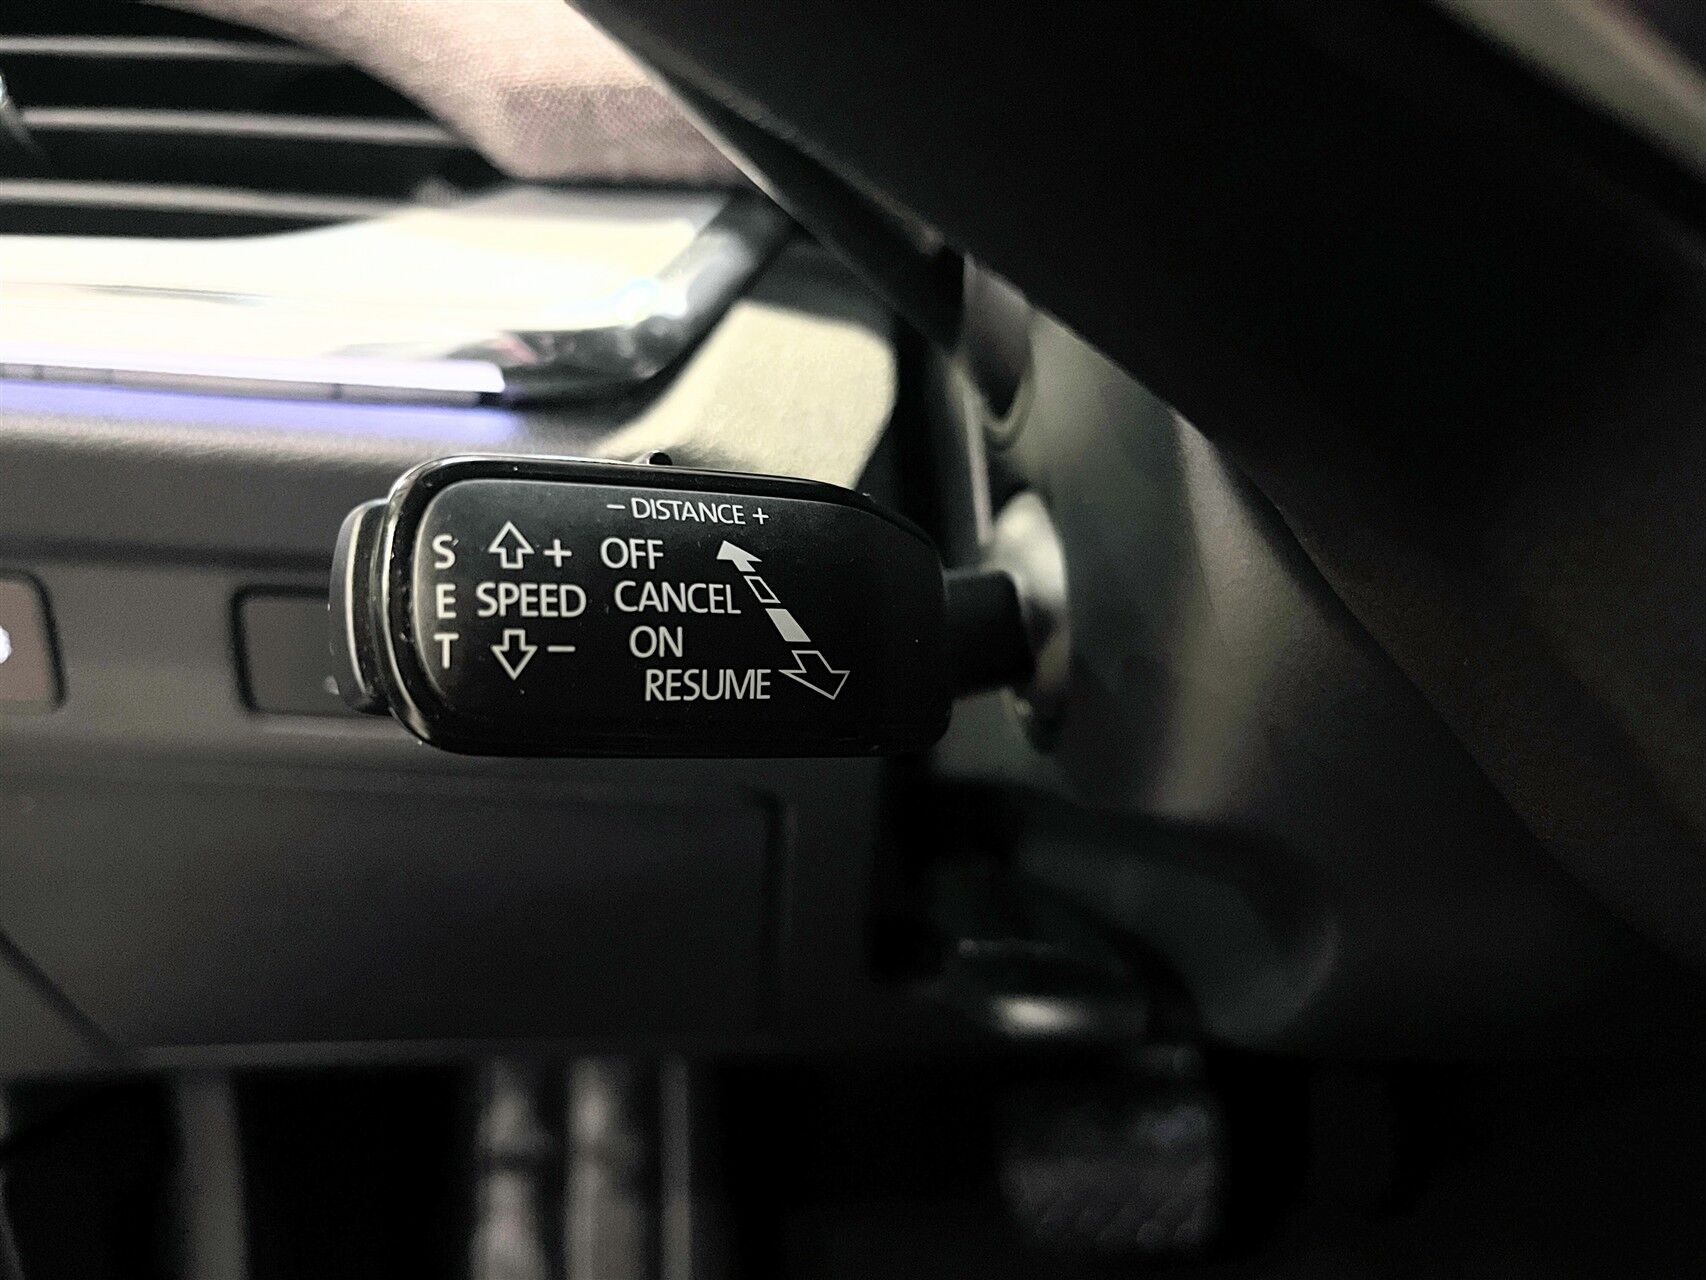 − DISTANCE +
S + OFF
E SPEED CANCEL
T − ON
RESUME